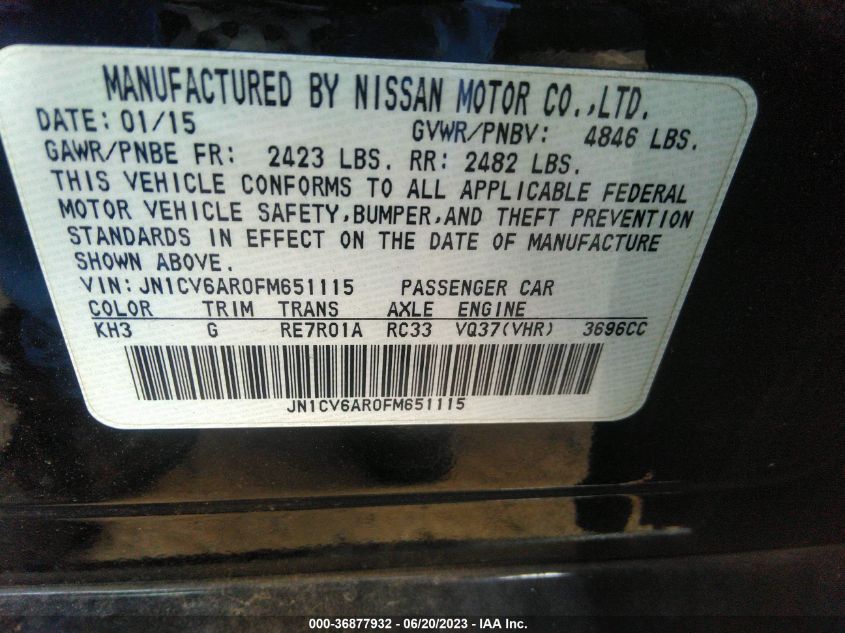 MANUFACTURED BY NISSAN MOTOR CO.,LTD.
DATE: 01/15 GVWR/PNBV: 4846 LBS.
GAWR/PNBE FR: 2423 LBS. RR: 2482 LBS.
THIS VEHICLE CONFORMS TO ALL APPLICABLE FEDERAL
MOTOR VEHICLE SAFETY,BUMPER,AND THEFT PREVENTION
STANDARDS IN EFFECT ON THE DATE OF MANUFACTURE
SHOWN ABOVE.
VIN: JN1CV6AR0FM651115 PASSENGER CAR
COLOR TRIM TRANS AXLE ENGINE
KH3 G RE7R01A RC33 VQ37(VHR) 3696CC
JN1CV6AR0FM651115
000-36877932 - 06/20/2023 - IAA Inc.